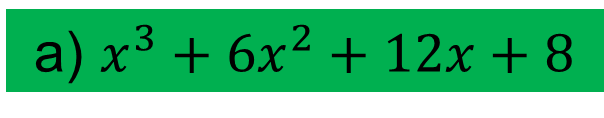 a) x³ + 6x² + 12x + 8